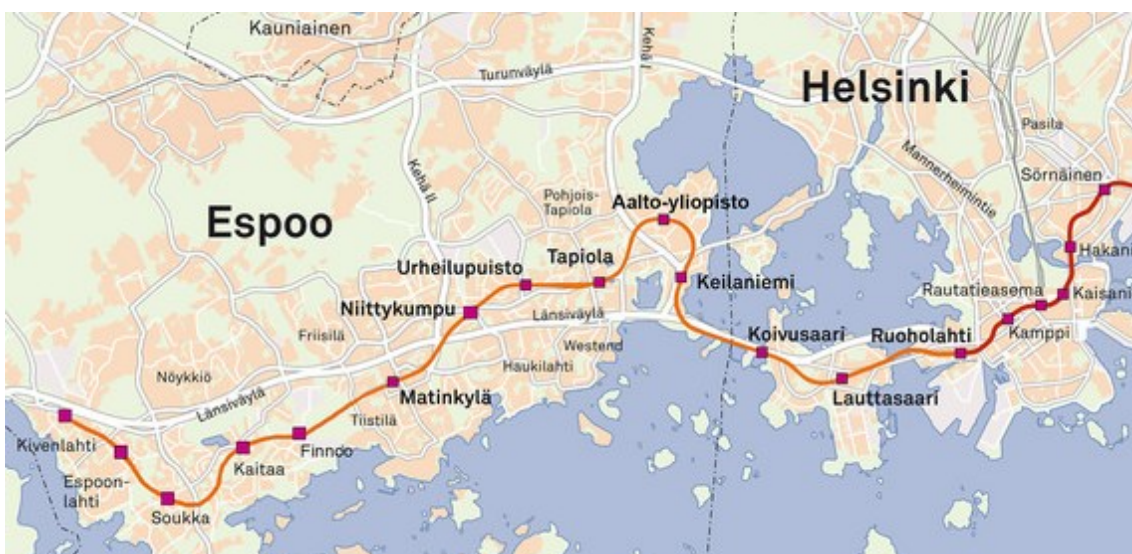 Kauniainen
Turunväylä
Kehä I
Helsinki
Pasila
Mannerheimintie
Sörnäinen
Kehä II
Pohjois-
Tapiola
Aalto-yliopisto
Espoo
Tapiola
Hakani
Urheilupuisto
Keilaniemi
Rautatieasema
Kaisani
Niittykumpu
Länsiväylä
Kamppi
Friisilä
Koivusaari
Ruoholahti
Westend
Haukilahti
Nöykkiö
Lauttasaari
Matinkylä
Länsiväylä
Tiistilä
Kivenlahti
Finnoo
Kaitaa
Espoon-
lahti
Soukka